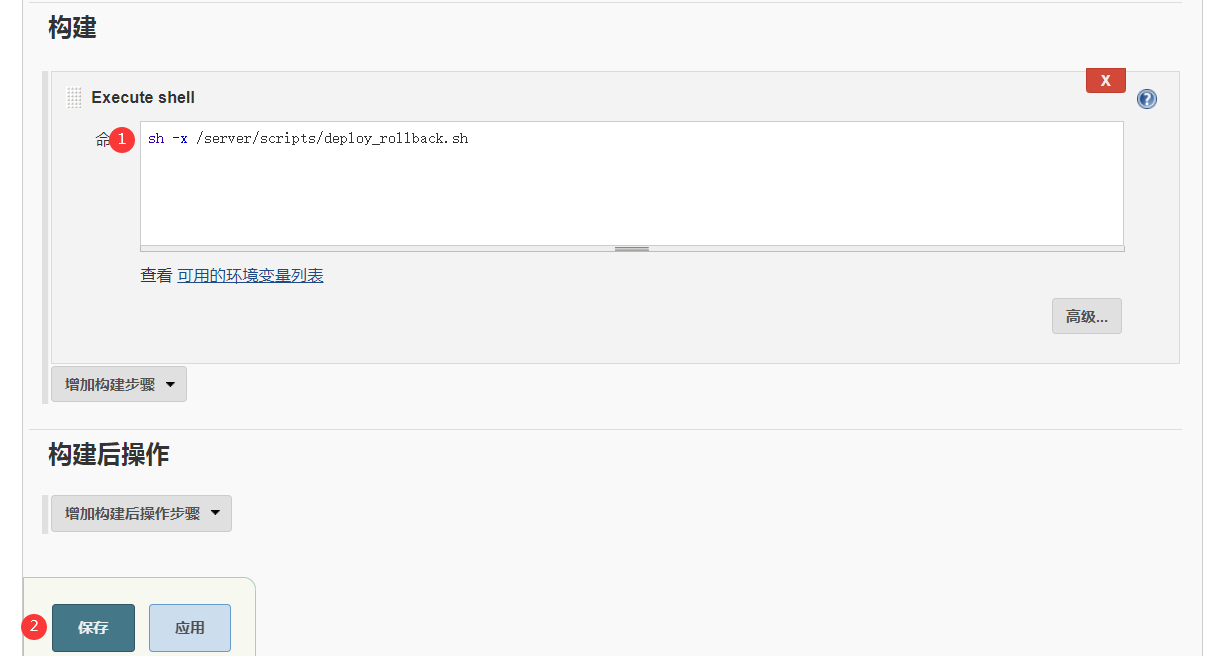 构建
X
Execute shell
?
命
1
sh -x /server/scripts/deploy_rollback.sh
查看 可用的环境变量列表
高级...
增加构建步骤
构建后操作
增加构建后操作步骤
2
保存
应用